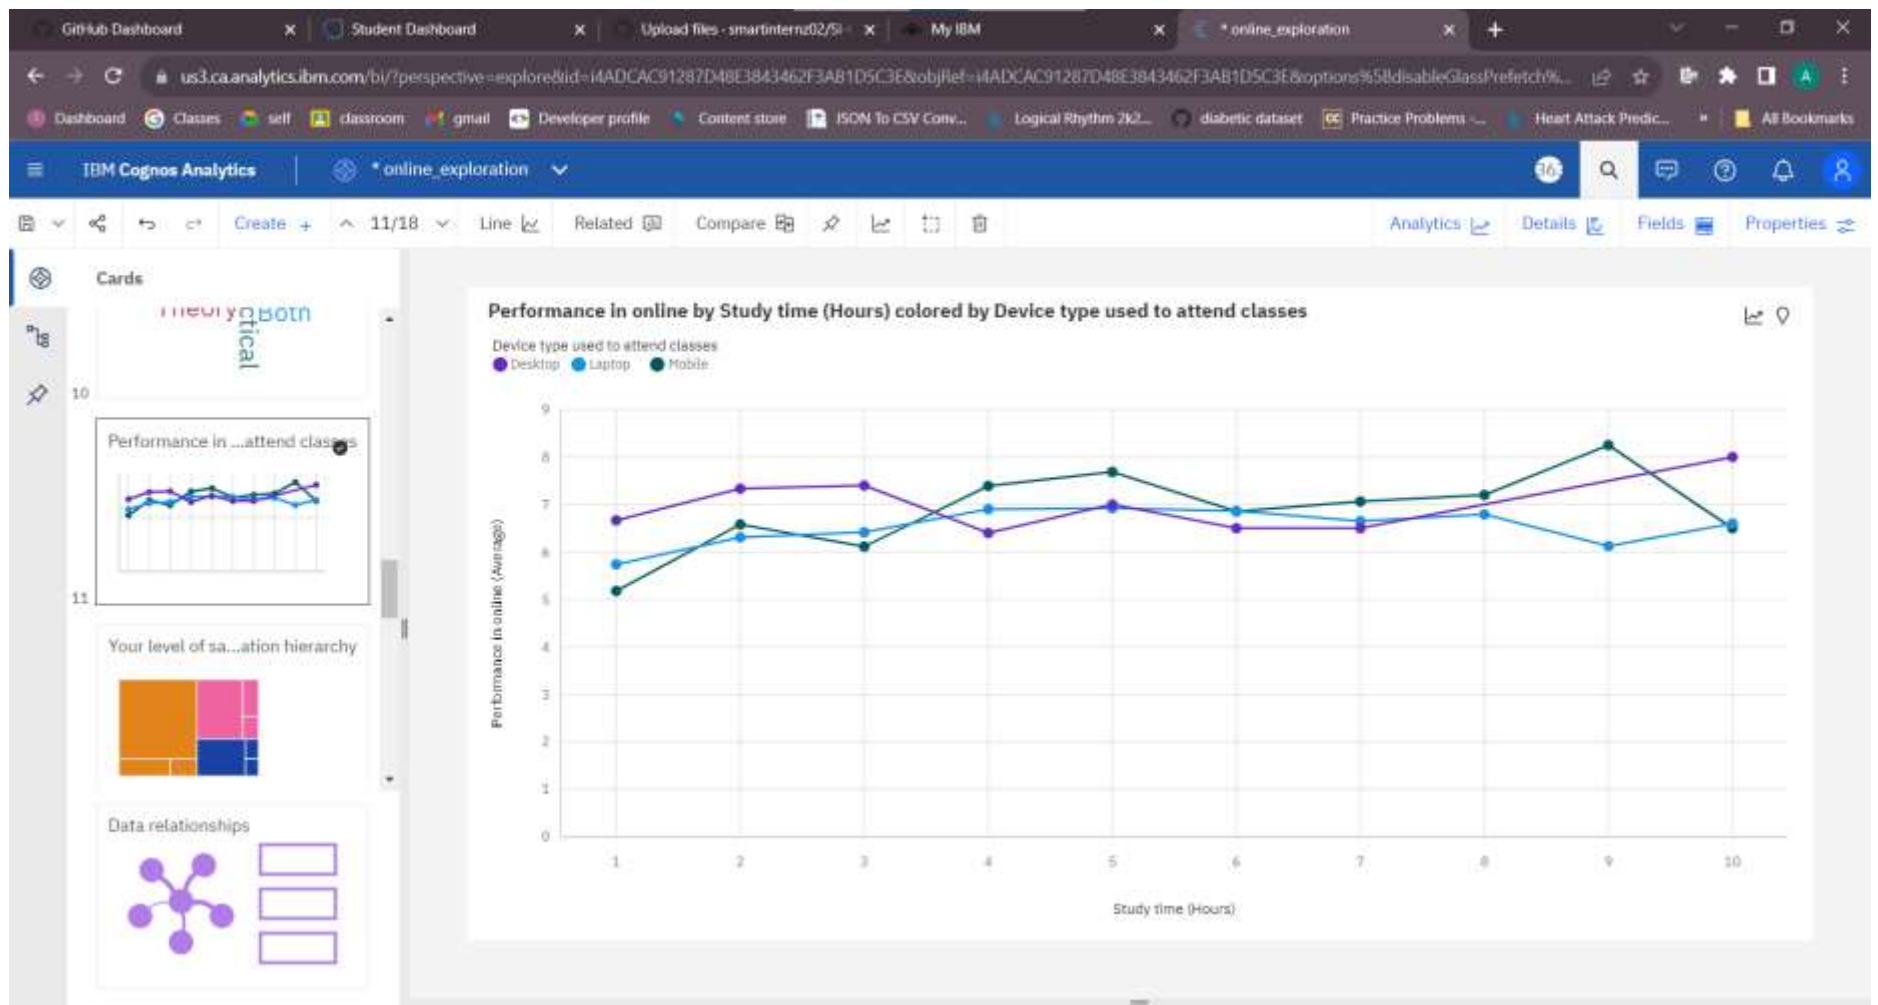 GitHub Dashboard
Student Dashboard
Upload files - smartinternz02/SI
My IBM
* online_exploration
us3.ca.analytics.ibm.com/bi/?perspective=explore&id=i4ADCAC91287D48E3843462F3AB1D5C3E&objRef=i4ADCAC91287D48E3843462F3AB1D5C3E&options%5BdisableGlassPrefetch%...
A
Dashboard
Classes
self
classroom
gmail
Developer profile
Content store
JSON To CSV Conv...
Logical Rhythm 2k2...
diabetic dataset
Practice Problems -...
Heart Attack Predic...
All Bookmarks
IBM Cognos Analytics
* online_exploration
Create +
11/18
Line
Related
Compare
Analytics
Details
Fields
Properties
Cards
Theory
Both
ctical
10
Performance in ...attend classes
11
Your level of sa...ation hierarchy
Data relationships
Performance in online by Study time (Hours) colored by Device type used to attend classes
Device type used to attend classes
Desktop
Laptop
Mobile
Performance in online (Average)
9
8
7
6
5
4
3
2
1
0
1 2 3 4 5 6 7 8 9 10
Study time (Hours)